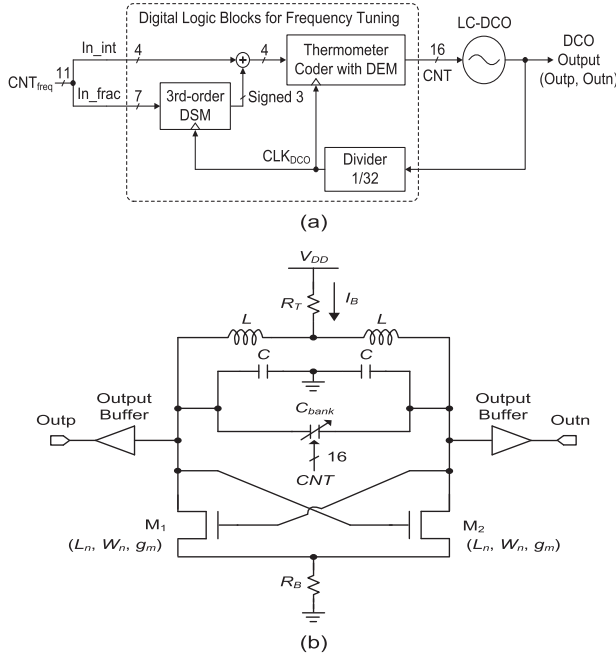 Digital Logic Blocks for Frequency Tuning
LC-DCO
In_int
4
4
16
Thermometer
Coder with DEM
CNT
DCO
Output
(Outp, Outn)
CNTfreq
11
In_frac
7
3rd-order
DSM
Signed 3
CLKDCO
Divider
1/32
(a)
VDD
RT
IB
L
L
C
C
Output
Buffer
Output
Buffer
Outp
Outn
Cbank
16
CNT
M1
(Ln, Wn, gm)
M2
(Ln, Wn, gm)
RB
(b)